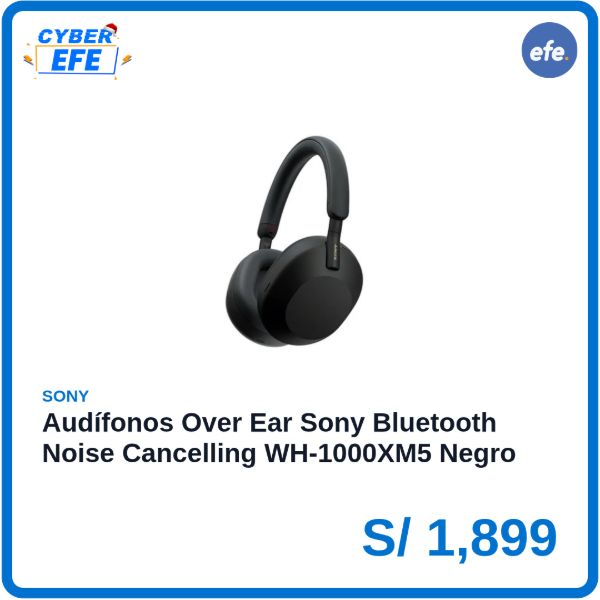 CYBER
EFE
efe.
SONY
Audífonos Over Ear Sony Bluetooth
Noise Cancelling WH-1000XM5 Negro
S/ 1,899